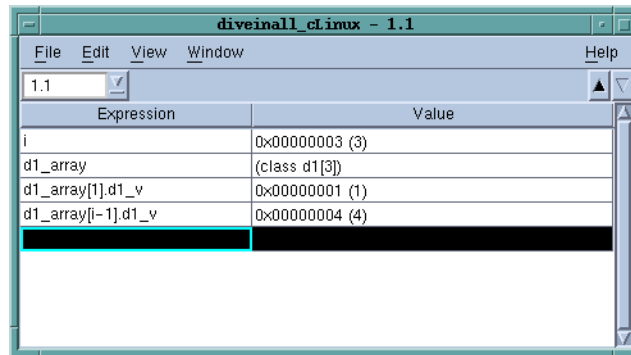 diveinall_cLinux - 1.1
File Edit View Window Help
1.1
Expression Value
i 0x00000003 (3)
d1_array (class d1[3])
d1_array[1].d1_v 0x00000001 (1)
d1_array[i-1].d1_v 0x00000004 (4)